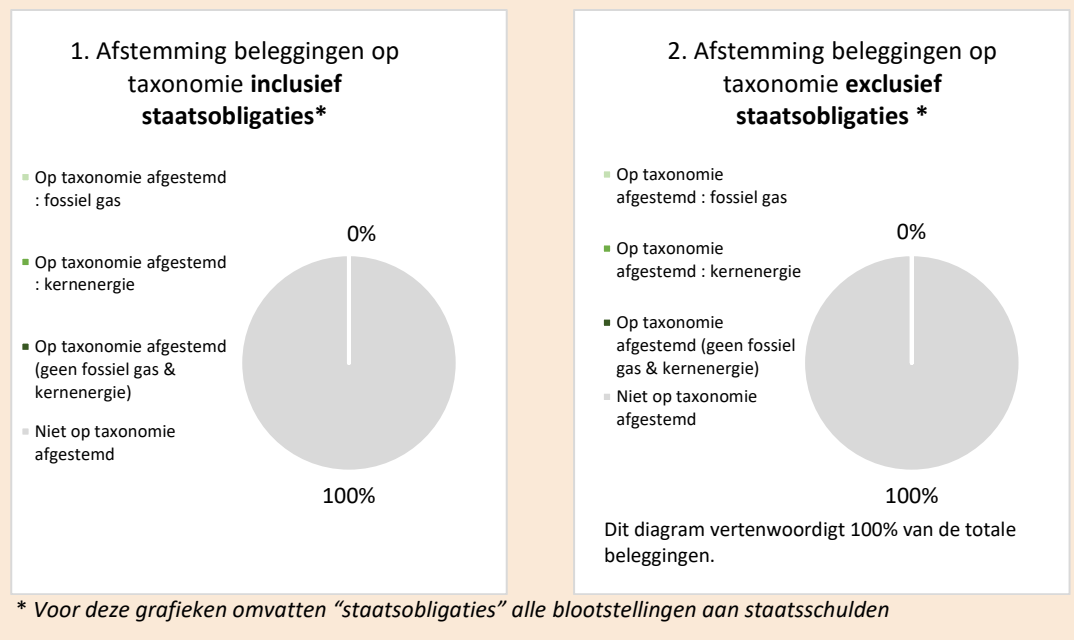 1. Afstemming beleggingen op
taxonomie inclusief
staatsobligaties*
Op taxonomie afgestemd
: fossiel gas
Op taxonomie afgestemd
: kernenergie
Op taxonomie afgestemd
(geen fossiel gas &
kernenergie)
Niet op taxonomie
afgestemd
0%
100%
2. Afstemming beleggingen op
taxonomie exclusief
staatsobligaties *
Op taxonomie
afgestemd : fossiel gas
Op taxonomie
afgestemd : kernenergie
Op taxonomie
afgestemd (geen fossiel
gas & kernenergie)
Niet op taxonomie
afgestemd
0%
100%
Dit diagram vertenwoordigt 100% van de totale
beleggingen.
* Voor deze grafieken omvatten “staatsobligaties” alle blootstellingen aan staatsschulden